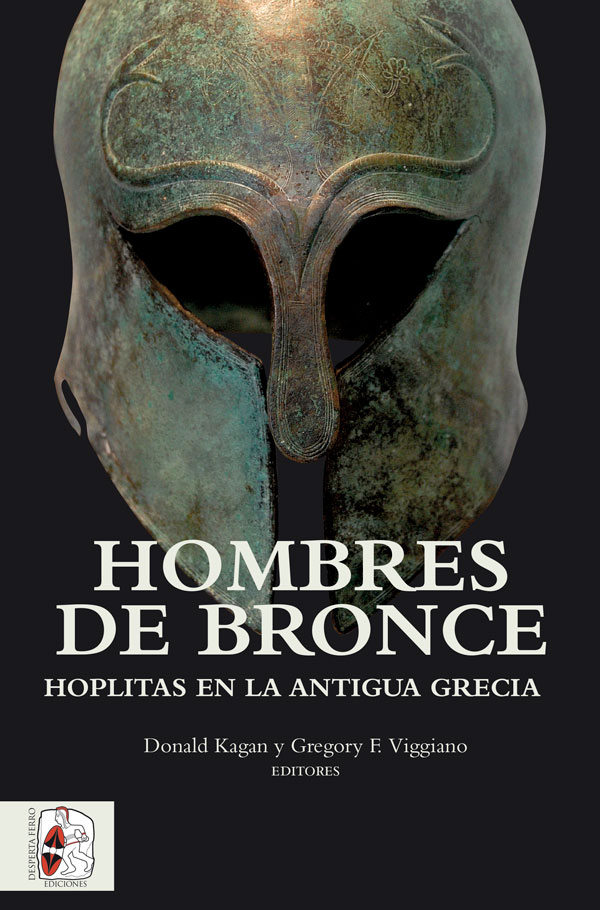 HOMBRES
DE BRONCE
HOPLITAS EN LA ANTIGUA GRECIA
Donald Kagan y Gregory F. Viggiano
EDITORES
DESPERTA FERRO
EDICIONES